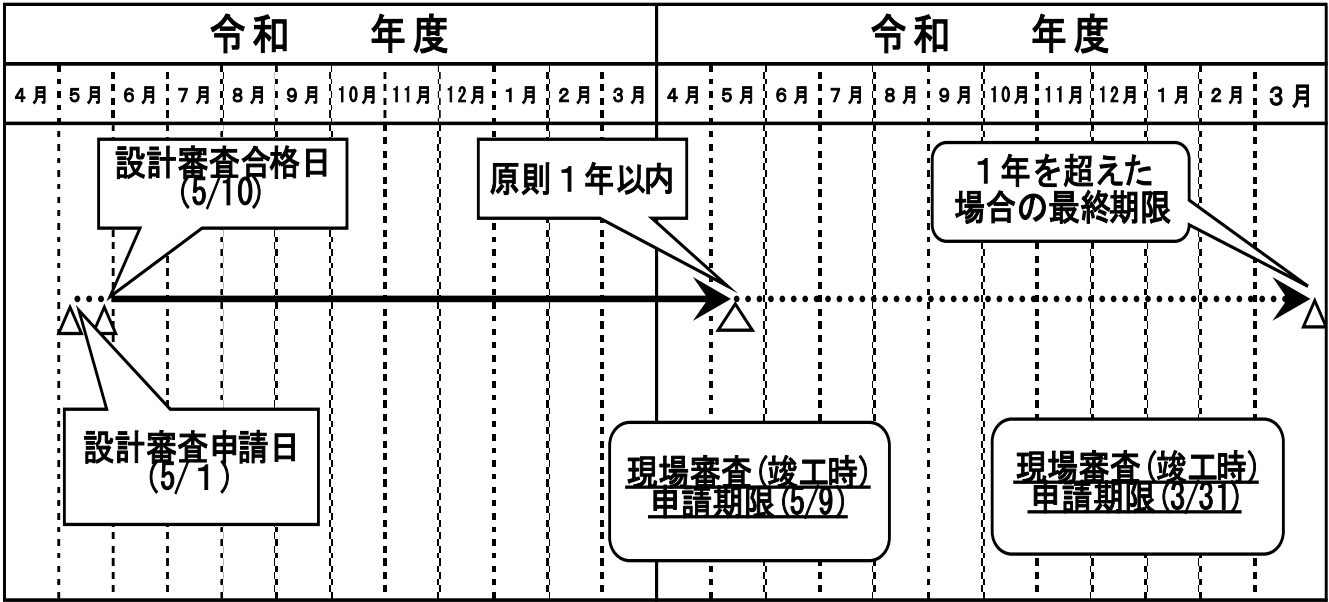 令和　　年度　令和　　年度
4月 5月 6月 7月 8月 9月 10月 11月 12月 1月 2月 3月 4月 5月 6月 7月 8月 9月 10月 11月 12月 1月 2月 3月
設計審査合格日
(5/10)
原則１年以内
１年を超えた
場合の最終期限
設計審査申請日
(5/１)
現場審査(竣工時)
申請期限(5/9)
現場審査(竣工時)
申請期限(3/31)